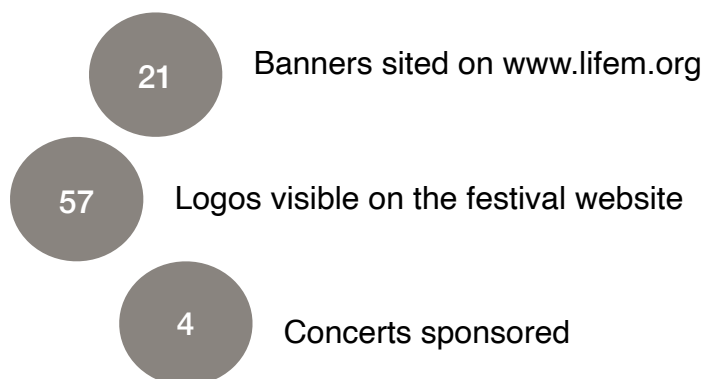 21
Banners sited on www.lifem.org
57
Logos visible on the festival website
4
Concerts sponsored